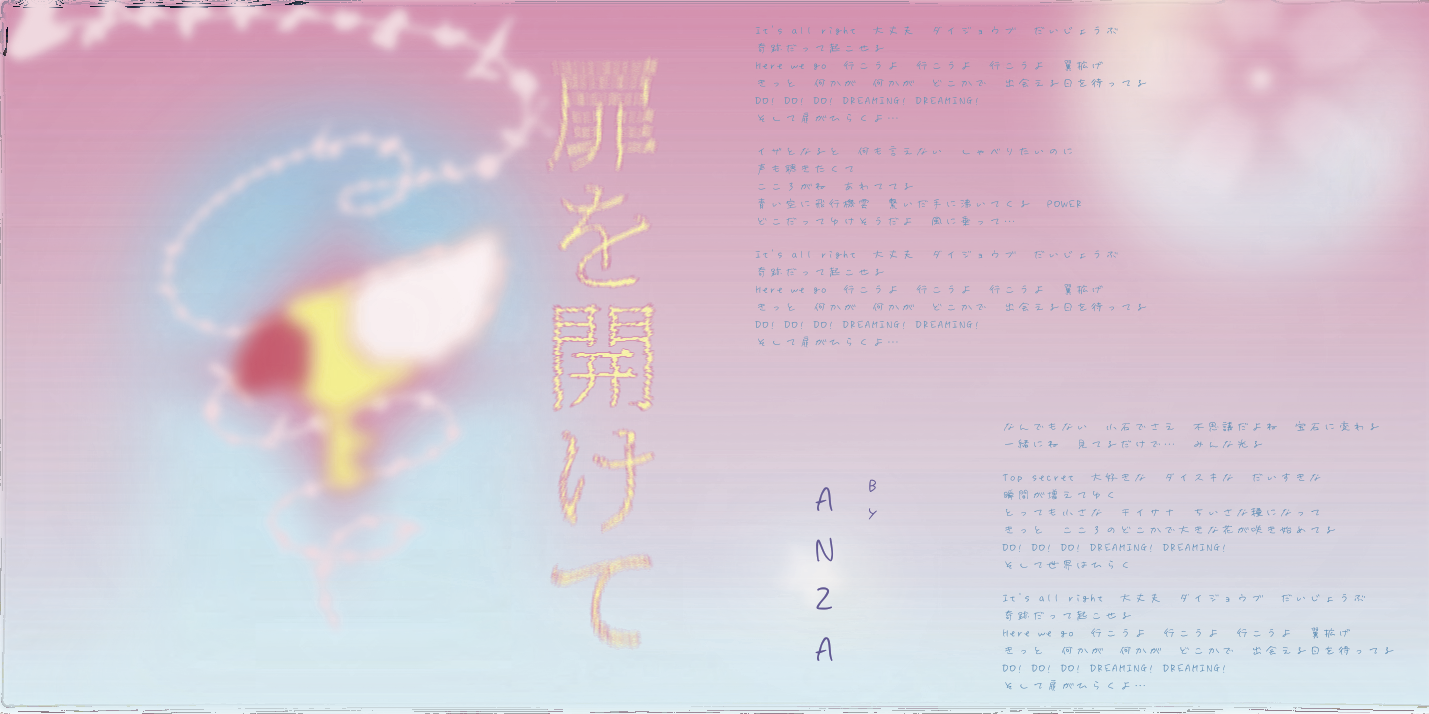 扉を開けて
BY
ANZA
It's all right 大丈夫 ダイジョウブ だいじょうぶ
奇跡だって起こせる
Here we go 行こうよ 行こうよ 行こうよ 翼拡げ
きっと 何かが 何かが どこかで 出会える日を待ってる
DO! DO! DO! DREAMING! DREAMING!
そして扉がひらくよ…
イザとなると 何も言えない しゃべりたいのに
声を聴きたくて
こころがね あわててる
青い空に飛行機雲 繋いだ手に湧いてくる POWER
どこだってゆけそうだよ 風に乗って…
It's all right 大丈夫 ダイジョウブ だいじょうぶ
奇跡だって起こせる
Here we go 行こうよ 行こうよ 行こうよ 翼拡げ
きっと 何かが 何かが どこかで 出会える日を待ってる
DO! DO! DO! DREAMING! DREAMING!
そして扉がひらくよ…
なんでもない 小石でさえ 不思議だよね 宝石に変わる
一緒にね 見てるだけで… みんな光る
Top secret 大好きな ダイスキな だいすきな
瞬間が増えてゆく
とっても小さな チイサナ ちいさな種になって
きっと こころのどこかで大きな花が咲き始めてる
DO! DO! DO! DREAMING! DREAMING!
そして世界はひらく
It's all right 大丈夫 ダイジョウブ だいじょうぶ
奇跡だって起こせる
Here we go 行こうよ 行こうよ 行こうよ 翼拡げ
きっと 何かが 何かが どこかで 出会える日を待ってる
DO! DO! DO! DREAMING! DREAMING!
そして扉がひらくよ…